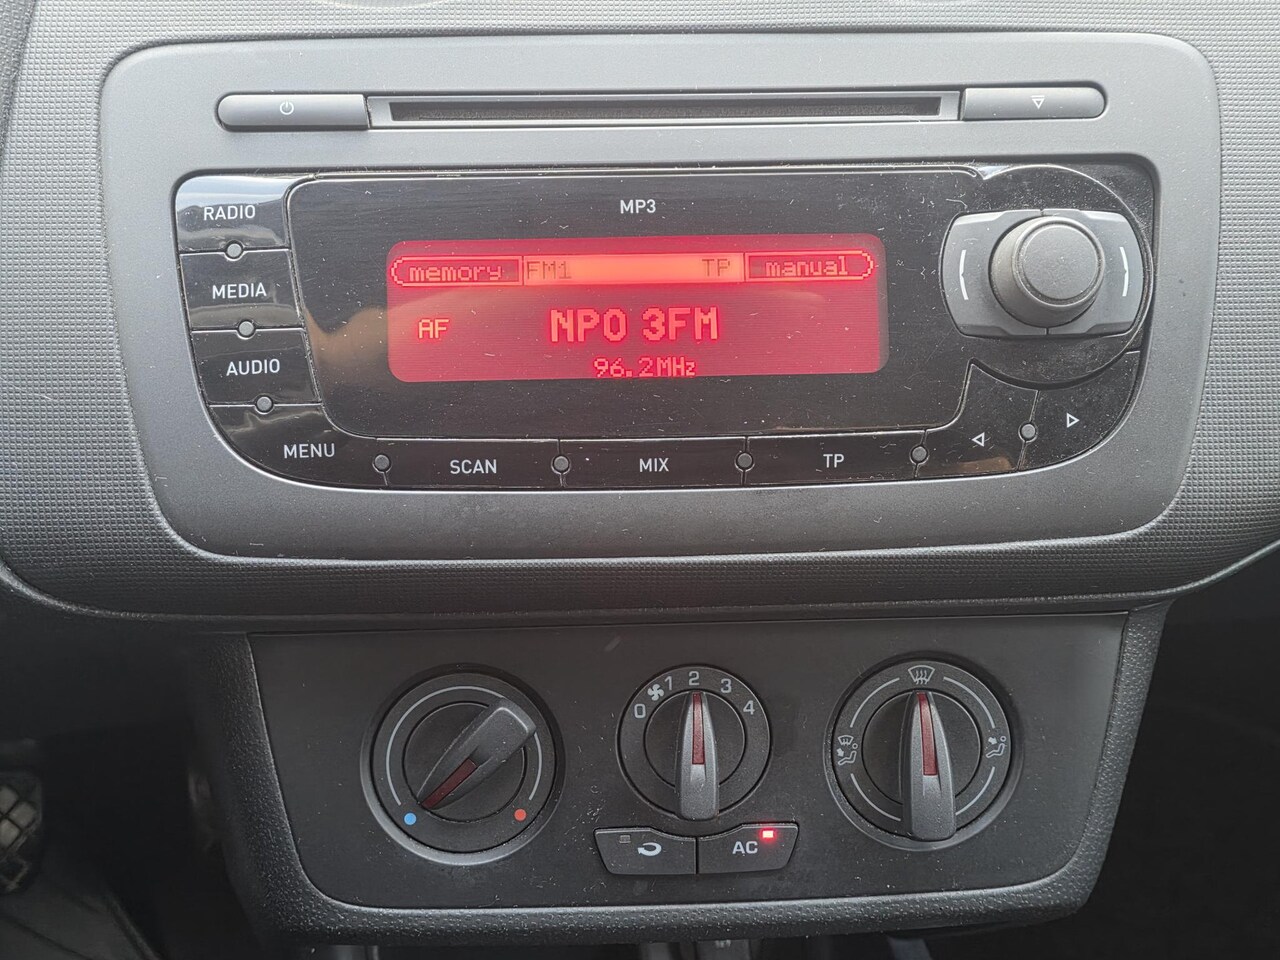 MP3
RADIO
MEDIA
AUDIO
MENU
memory FM1 TP manual
AF NPO 3FM
96.2MHz
SCAN MIX TP
0 1 2 3 4
AC